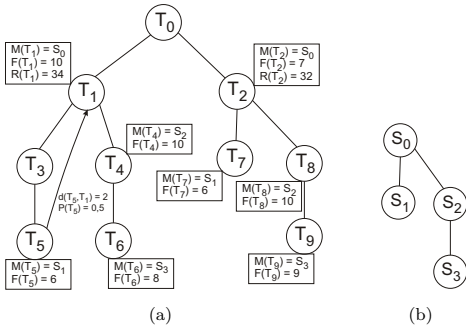 T0
M(T1) = S0
F(T1) = 10
R(T1) = 34
M(T2) = S0
F(T2) = 7
R(T2) = 32
T1
T2
M(T4) = S2
F(T4) = 10
T3
T4
T7
T8
d(T5,T1) = 2
P(T5) = 0,5
M(T7) = S1
F(T7) = 6
M(T8) = S2
F(T8) = 10
T5
T6
T9
M(T5) = S1
F(T5) = 6
M(T6) = S3
F(T6) = 8
M(T9) = S3
F(T9) = 9
(a)
S0
S1
S2
S3
(b)